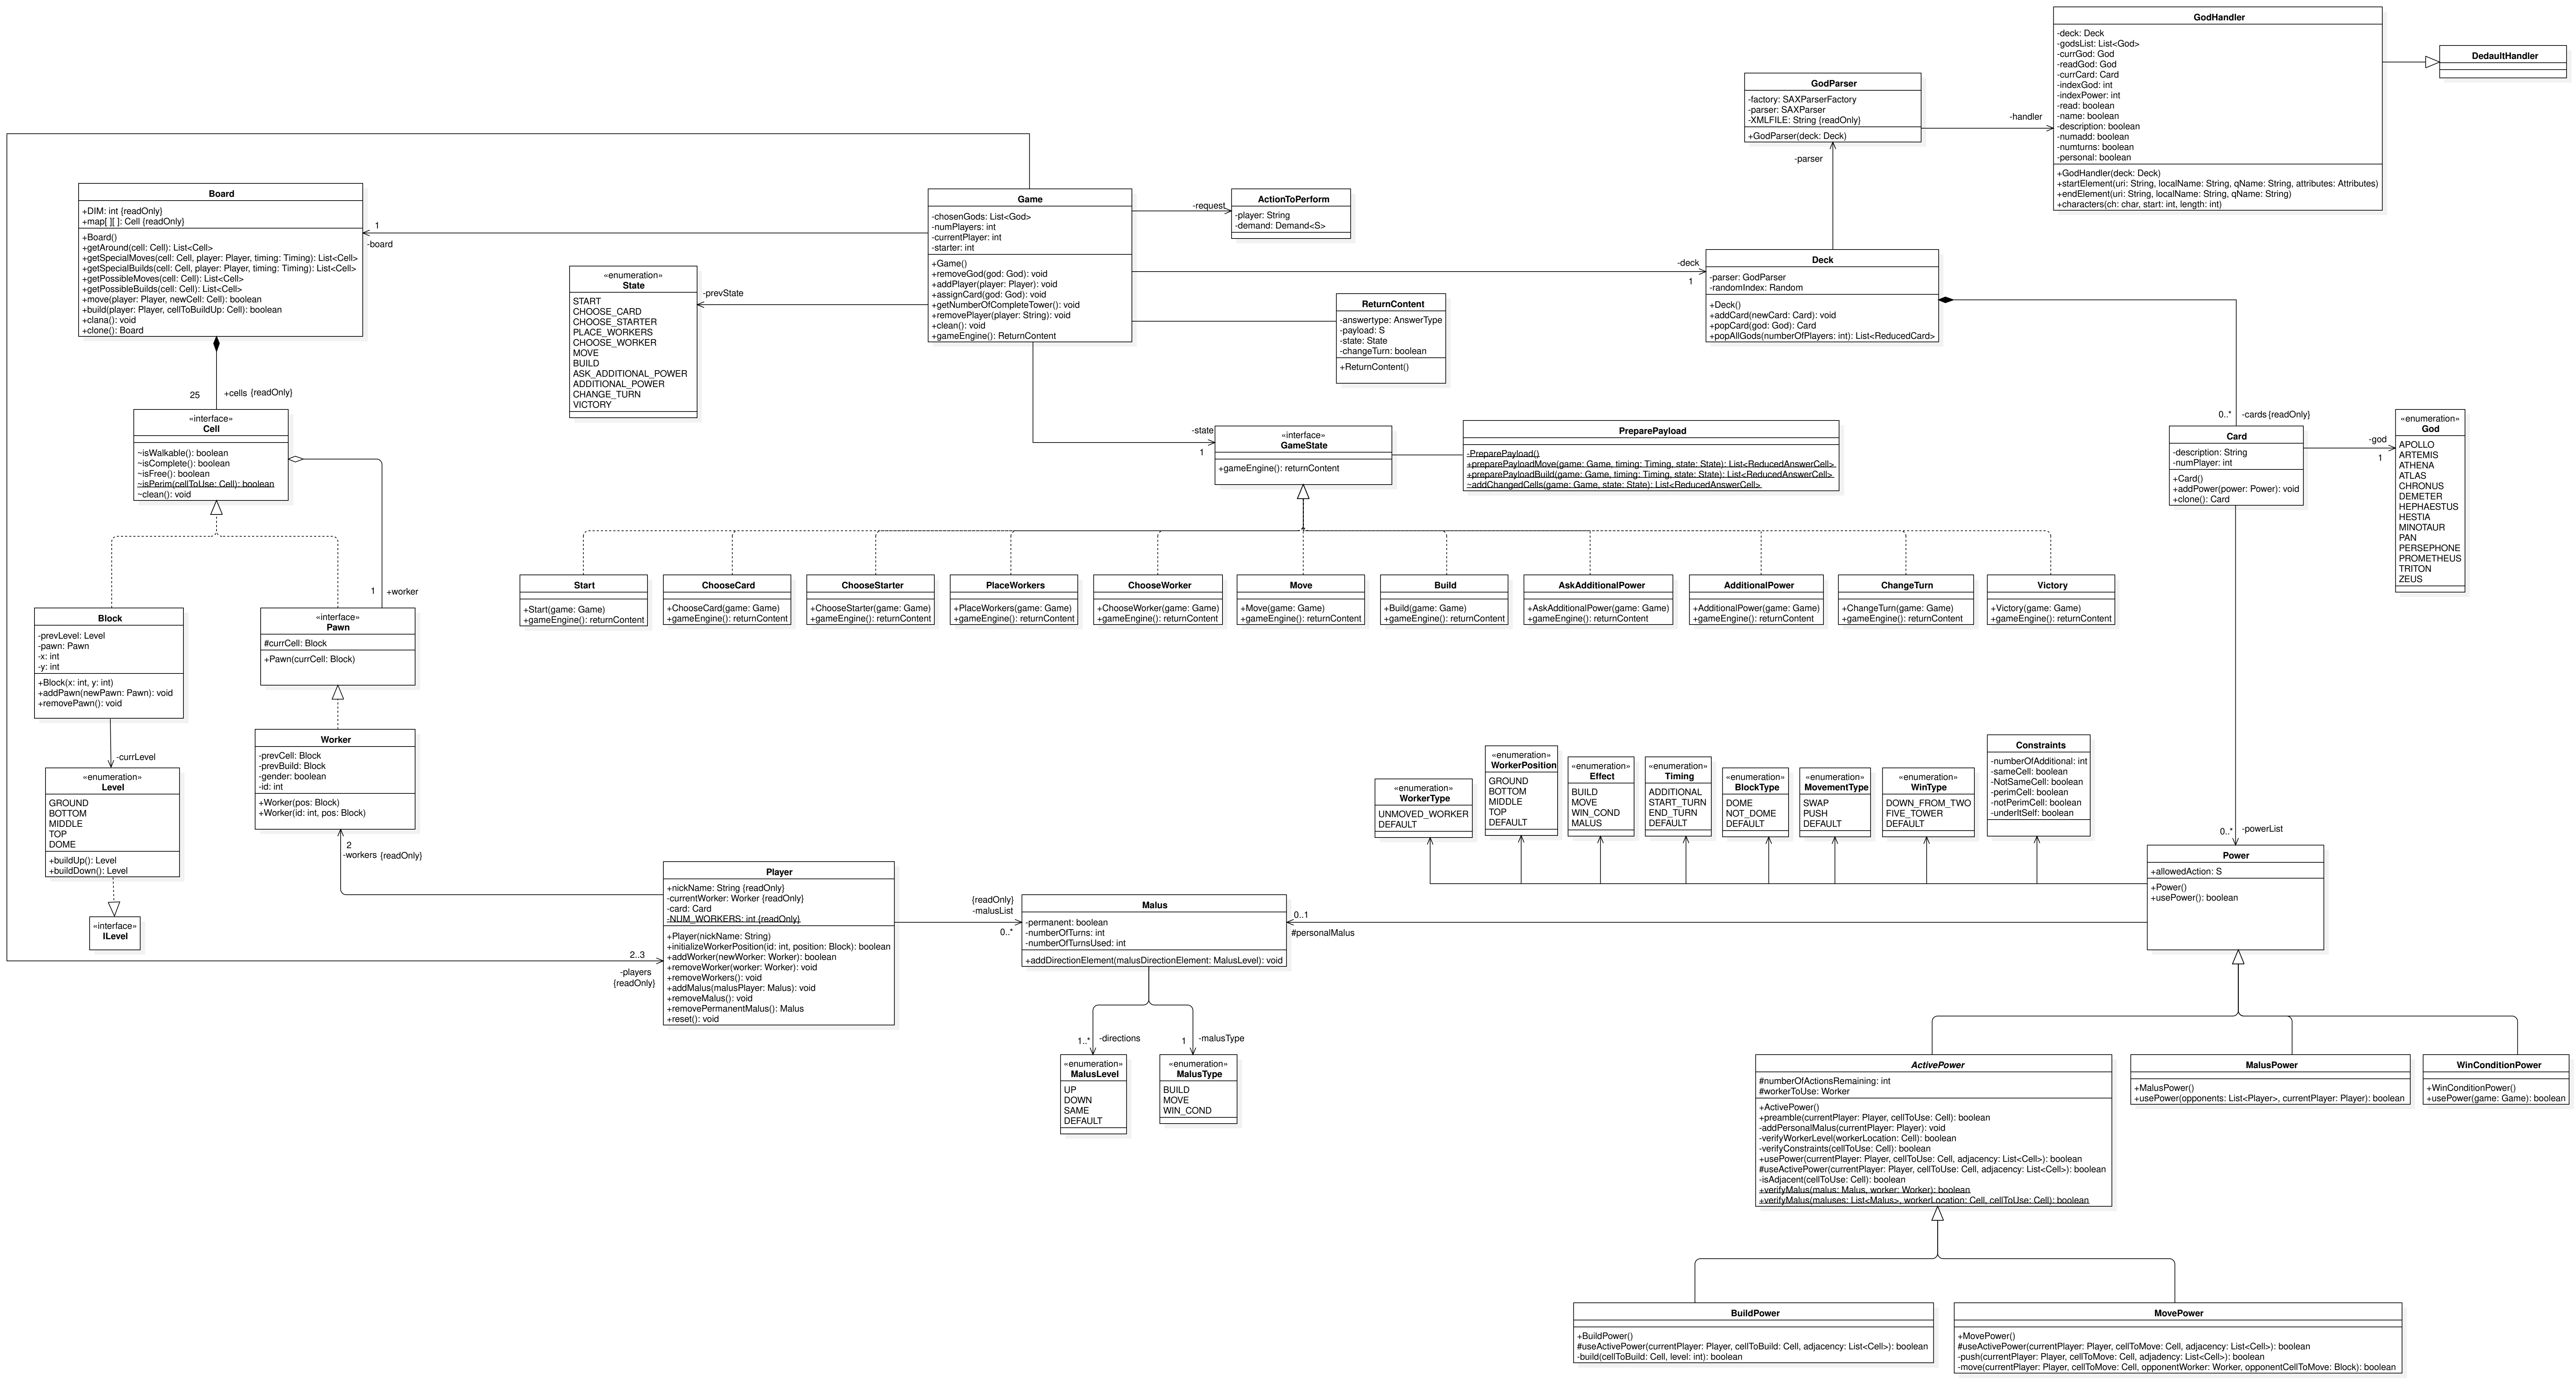 GodHandler
-deck: Deck
-godsList: List<God>
-currGod: God
-readGod: God
-currCard: Card
-indexGod: int
-indexPower: int
-read: boolean
-name: boolean
-description: boolean
-numadd: boolean
-numturns: boolean
-personal: boolean
+GodHandler(deck: Deck)
+startElement(uri: String, localName: String, qName: String, attributes: Attributes)
+endElement(uri: String, localName: String, qName: String)
+characters(ch: char, start: int, length: int)
DedaultHandler
GodParser
-factory: SAXParserFactory
-parser: SAXParser
-XMLFILE: String {readOnly}
+GodParser(deck: Deck)
-handler
-parser
Board
+DIM: int {readOnly}
+map[ ][ ]: Cell {readOnly}
+Board()
+getAround(cell: Cell): List<Cell>
+getSpecialMoves(cell: Cell, player: Player, timing: Timing): List<Cell>
+getSpecialBuilds(cell: Cell, player: Player, timing: Timing): List<Cell>
+getPossibleMoves(cell: Cell): List<Cell>
+getPossibleBuilds(cell: Cell): List<Cell>
+move(player: Player, newCell: Cell): boolean
+build(player: Player, cellToBuildUp: Cell): boolean
+clana(): void
+clone(): Board
1
-board
Game
-chosenGods: List<God>
-numPlayers: int
-currentPlayer: int
-starter: int
+Game()
+removeGod(god: God): void
+addPlayer(player: Player): void
+assignCard(god: God): void
+getNumberOfCompleteTower(): void
+removePlayer(player: String): void
+clean(): void
+gameEngine(): ReturnContent
-request
ActionToPerform
-player: String
-demand: Demand<S>
-deck
1
Deck
-parser: GodParser
-randomIndex: Random
+Deck()
+addCard(newCard: Card): void
+popCard(god: God): Card
+popAllGods(numberOfPlayers: int): List<ReducedCard>
«enumeration»
State
START
CHOOSE_CARD
CHOOSE_STARTER
PLACE_WORKERS
CHOOSE_WORKER
MOVE
BUILD
ASK_ADDITIONAL_POWER
ADDITIONAL_POWER
CHANGE_TURN
VICTORY
-prevState
ReturnContent
-answertype: AnswerType
-payload: S
-state: State
-changeTurn: boolean
+ReturnContent()
25
+cells {readOnly}
«interface»
Cell
~isWalkable(): boolean
~isComplete(): boolean
~isFree(): boolean
~isPerim(cellToUse: Cell): boolean
~clean(): void
-state
1
«interface»
GameState
+gameEngine(): returnContent
PreparePayload
-PreparePayload()
+preparePayloadMove(game: Game, timing: Timing, state: State): List<ReducedAnswerCell>
+preparePayloadBuild(game: Game, timing: Timing, state: State): List<ReducedAnswerCell>
~addChangedCells(game: Game, state: State): List<ReducedAnswerCell>
0..*
-cards {readOnly}
Card
-description: String
-numPlayer: int
+Card()
+addPower(power: Power): void
+clone(): Card
-god
1
«enumeration»
God
APOLLO
ARTEMIS
ATHENA
ATLAS
CHRONUS
DEMETER
HEPHAESTUS
HESTIA
MINOTAUR
PAN
PERSEPHONE
PROMETHEUS
TRITON
ZEUS
1
+worker
Start
+Start(game: Game)
+gameEngine(): returnContent
ChooseCard
+ChooseCard(game: Game)
+gameEngine(): returnContent
ChooseStarter
+ChooseStarter(game: Game)
+gameEngine(): returnContent
PlaceWorkers
+PlaceWorkers(game: Game)
+gameEngine(): returnContent
ChooseWorker
+ChooseWorker(game: Game)
+gameEngine(): returnContent
Move
+Move(game: Game)
+gameEngine(): returnContent
Build
+Build(game: Game)
+gameEngine(): returnContent
AskAdditionalPower
+AskAdditionalPower(game: Game)
+gameEngine(): returnContent
AdditionalPower
+AdditionalPower(game: Game)
+gameEngine(): returnContent
ChangeTurn
+ChangeTurn(game: Game)
+gameEngine(): returnContent
Victory
+Victory(game: Game)
+gameEngine(): returnContent
Block
-prevLevel: Level
-pawn: Pawn
-x: int
-y: int
+Block(x: int, y: int)
+addPawn(newPawn: Pawn): void
+removePawn(): void
«interface»
Pawn
#currCell: Block
+Pawn(currCell: Block)
-currLevel
«enumeration»
Level
GROUND
BOTTOM
MIDDLE
TOP
DOME
+buildUp(): Level
+buildDown(): Level
«interface»
ILevel
Worker
-prevCell: Block
-prevBuild: Block
-gender: boolean
-id: int
+Worker(pos: Block)
+Worker(id: int, pos: Block)
2
-workers {readOnly}
Player
+nickName: String {readOnly}
-currentWorker: Worker {readOnly}
-card: Card
-NUM_WORKERS: int {readOnly}
+Player(nickName: String)
+initializeWorkerPosition(id: int, position: Block): boolean
+addWorker(newWorker: Worker): boolean
+removeWorker(worker: Worker): void
+removeWorkers(): void
+addMalus(malusPlayer: Malus): void
+removeMalus(): void
+removePermanentMalus(): Malus
+reset(): void
2..3
-players
{readOnly}
{readOnly}
-malusList
0..*
Malus
-permanent: boolean
-numberOfTurns: int
-numberOfTurnsUsed: int
+addDirectionElement(malusDirectionElement: MalusLevel): void
0..1
#personalMalus
1..*
-directions
1
-malusType
«enumeration»
MalusLevel
UP
DOWN
SAME
DEFAULT
«enumeration»
MalusType
BUILD
MOVE
WIN_COND
«enumeration»
WorkerType
UNMOVED_WORKER
DEFAULT
«enumeration»
WorkerPosition
GROUND
BOTTOM
MIDDLE
TOP
DEFAULT
«enumeration»
Effect
BUILD
MOVE
WIN_COND
MALUS
«enumeration»
Timing
ADDITIONAL
START_TURN
END_TURN
DEFAULT
«enumeration»
BlockType
DOME
NOT_DOME
DEFAULT
«enumeration»
MovementType
SWAP
PUSH
DEFAULT
«enumeration»
WinType
DOWN_FROM_TWO
FIVE_TOWER
DEFAULT
Constraints
-numberOfAdditional: int
-sameCell: boolean
-NotSameCell: boolean
-perimCell: boolean
-notPerimCell: boolean
-underItSelf: boolean
0..*
-powerList
Power
+allowedAction: S
+Power()
+usePower(): boolean
ActivePower
#numberOfActionsRemaining: int
#workerToUse: Worker
+ActivePower()
+preamble(currentPlayer: Player, cellToUse: Cell): boolean
-addPersonalMalus(currentPlayer: Player): void
-verifyWorkerLevel(workerLocation: Cell): boolean
-verifyConstraints(cellToUse: Cell): boolean
+usePower(currentPlayer: Player, cellToUse: Cell, adjacency: List<Cell>): boolean
#useActivePower(currentPlayer: Player, cellToUse: Cell, adjacency: List<Cell>): boolean
-isAdjacent(cellToUse: Cell): boolean
+verifyMalus(malus: Malus, worker: Worker): boolean
+verifyMalus(maluses: List<Malus>, workerLocation: Cell, cellToUse: Cell): boolean
MalusPower
+MalusPower()
+usePower(opponents: List<Player>, currentPlayer: Player): boolean
WinConditionPower
+WinConditionPower()
+usePower(game: Game): boolean
BuildPower
+BuildPower()
#useActivePower(currentPlayer: Player, cellToBuild: Cell, adjacency: List<Cell>): boolean
-build(cellToBuild: Cell, level: int): boolean
MovePower
+MovePower()
#useActivePower(currentPlayer: Player, cellToMove: Cell, adjacency: List<Cell>): boolean
-push(currentPlayer: Player, cellToMove: Cell, adjadency: List<Cell>): boolean
-move(currentPlayer: Player, cellToMove: Cell, opponentWorker: Worker, opponentCellToMove: Block): boolean